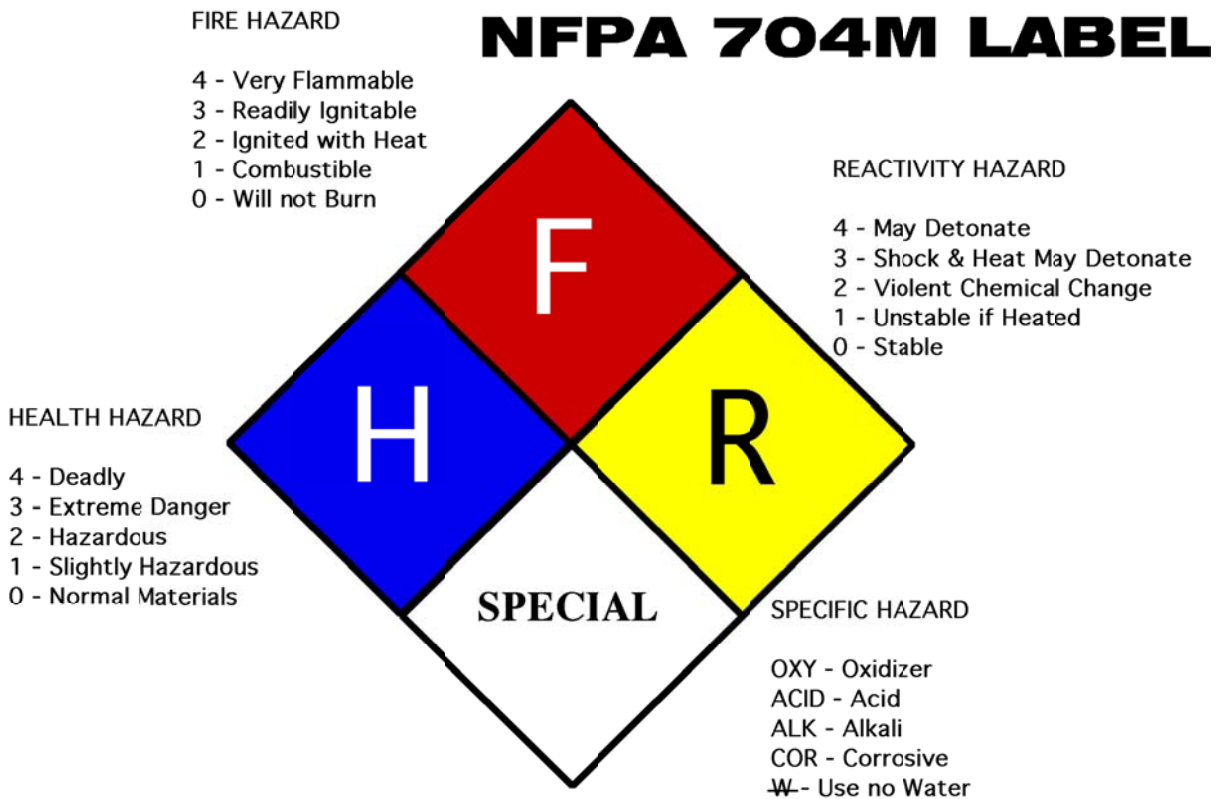 NFPA 704M LABEL
FIRE HAZARD
4 - Very Flammable
3 - Readily Ignitable
2 - Ignited with Heat
1 - Combustible
0 - Will not Burn
REACTIVITY HAZARD
4 - May Detonate
3 - Shock & Heat May Detonate
2 - Violent Chemical Change
1 - Unstable if Heated
0 - Stable
F
H
R
HEALTH HAZARD
4 - Deadly
3 - Extreme Danger
2 - Hazardous
1 - Slightly Hazardous
0 - Normal Materials
SPECIAL
SPECIFIC HAZARD
OXY - Oxidizer
ACID - Acid
ALK - Alkali
COR - Corrosive
W - Use no Water